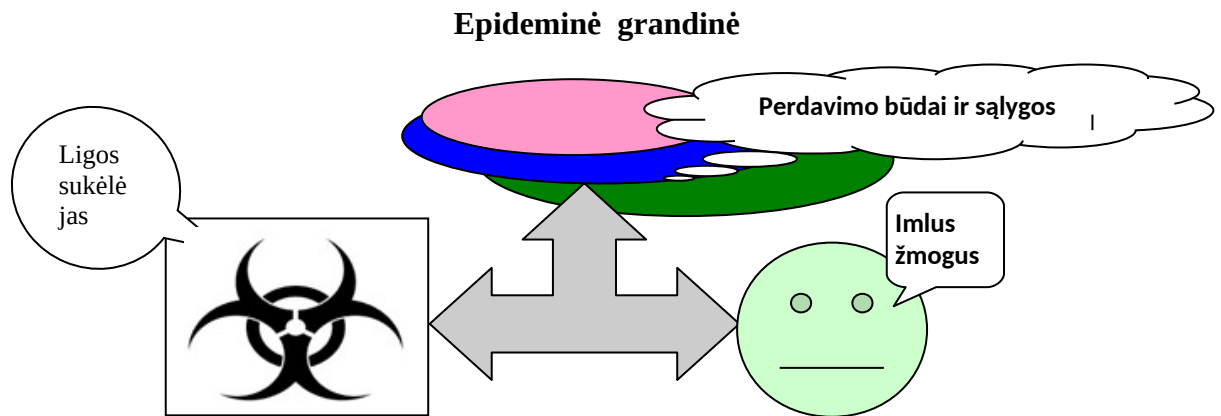 Epideminė grandinė
Perdavimo būdai ir sąlygos
Ligos
sukėlė
jas
Imlus
žmogus